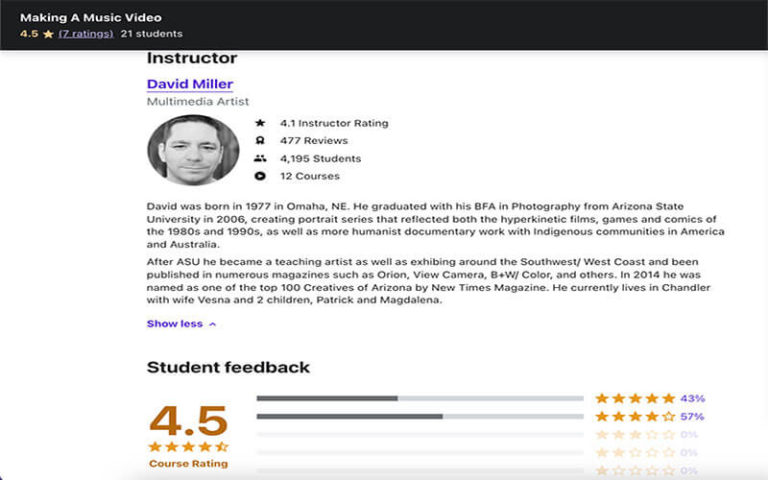 Making A Music Video
4.5 (7 ratings) 21 students
Instructor
David Miller
Multimedia Artist
4.1 Instructor Rating
477 Reviews
4,195 Students
12 Courses
David was born in 1977 in Omaha, NE. He graduated with his BFA in Photography from Arizona State
University in 2006, creating portrait series that reflected both the hyperkinetic films, games and comics of
the 1980s and 1990s, as well as more humanist documentary work with Indigenous communities in America
and Australia.
After ASU he became a teaching artist as well as exhibing around the Southwest/ West Coast and been
published in numerous magazines such as Orion, View Camera, B+W/ Color, and others. In 2014 he was
named as one of the top 100 Creatives of Arizona by New Times Magazine. He currently lives in Chandler
with wife Vesna and 2 children, Patrick and Magdalena.
Show less
Student feedback
4.5
Course Rating
43%
57%
0%
0%
0%